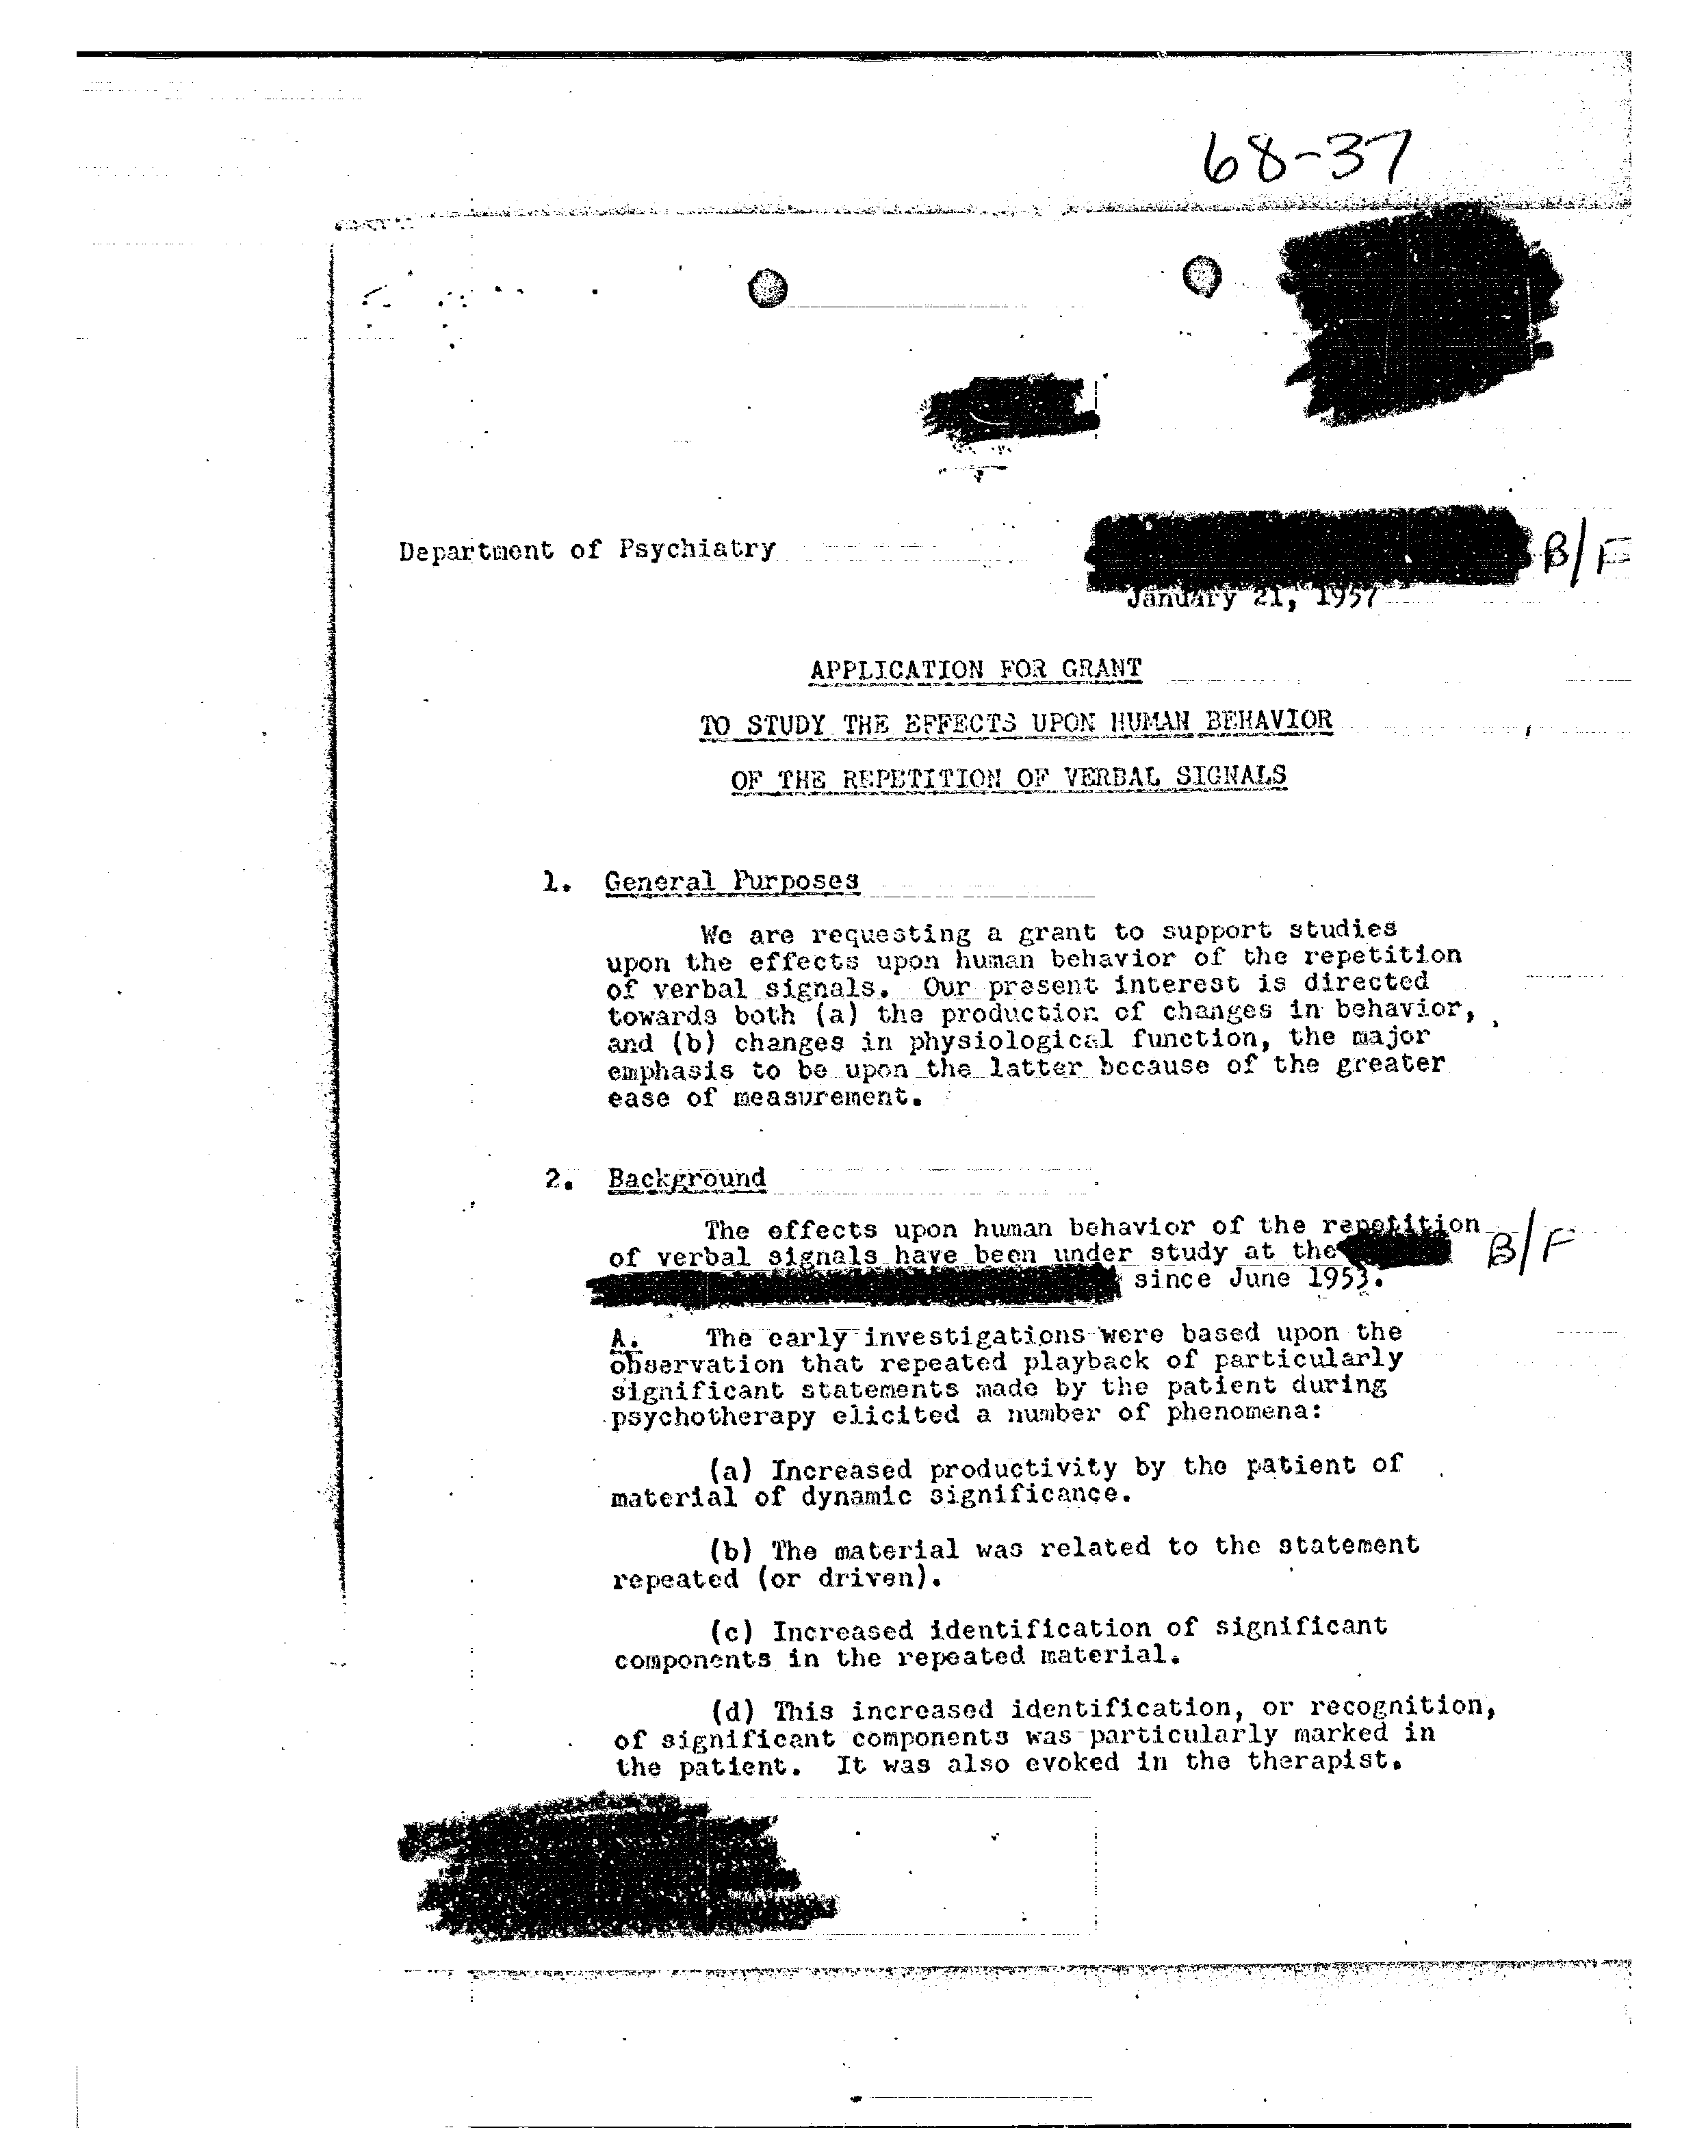 68-37
Department of Psychiatry
B/F
January 21, 1957
APPLICATION FOR GRANT
TO STUDY THE EFFECTS UPON HUMAN BEHAVIOR
OF THE REPETITION OF VERBAL SIGNALS
1. General Purposes
We are requesting a grant to support studies
upon the effects upon human behavior of the repetition
of verbal signals. Our present interest is directed
towards both (a) the production of changes in behavior,
and (b) changes in physiological function, the major
emphasis to be upon the latter because of the greater
ease of measurement.
2. Background
The effects upon human behavior of the repetition
of verbal signals have been under study at the
B/F
since June 1953.
A. The early investigations were based upon the
observation that repeated playback of particularly
significant statements made by the patient during
psychotherapy elicited a number of phenomena:
(a) Increased productivity by the patient of
material of dynamic significance.
(b) The material was related to the statement
repeated (or driven).
(c) Increased identification of significant
components in the repeated material.
(d) This increased identification, or recognition,
of significant components was particularly marked in
the patient. It was also evoked in the therapist.